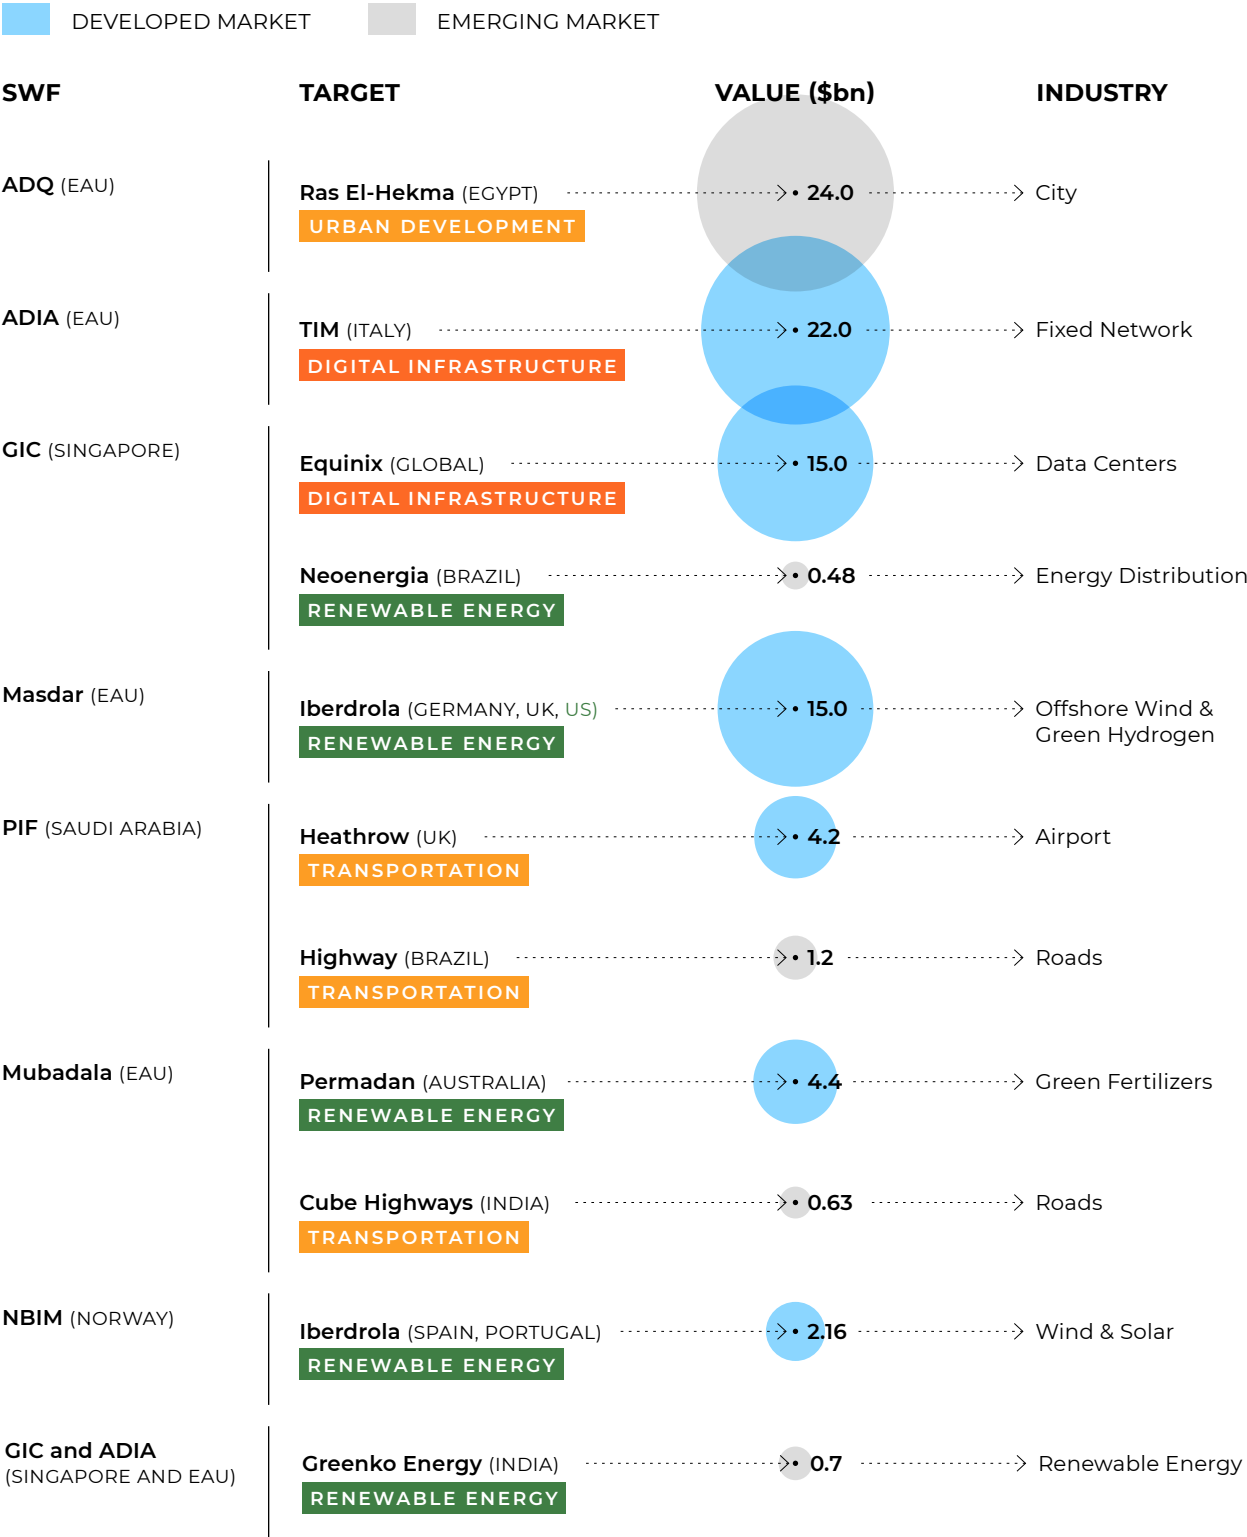 DEVELOPED MARKET EMERGING MARKET
SWF TARGET VALUE ($bn) INDUSTRY
ADQ (EAU)
Ras El-Hekma (EGYPT) 24.0 City
URBAN DEVELOPMENT
ADIA (EAU)
TIM (ITALY) 22.0 Fixed Network
DIGITAL INFRASTRUCTURE
GIC (SINGAPORE)
Equinix (GLOBAL) 15.0 Data Centers
DIGITAL INFRASTRUCTURE
Neoenergia (BRAZIL) 0.48 Energy Distribution
RENEWABLE ENERGY
Masdar (EAU)
Iberdrola (GERMANY, UK, US) 15.0 Offshore Wind &
Green Hydrogen
RENEWABLE ENERGY
PIF (SAUDI ARABIA)
Heathrow (UK) 4.2 Airport
TRANSPORTATION
Highway (BRAZIL) 1.2 Roads
TRANSPORTATION
Mubadala (EAU)
Permadan (AUSTRALIA) 4.4 Green Fertilizers
RENEWABLE ENERGY
Cube Highways (INDIA) 0.63 Roads
TRANSPORTATION
NBIM (NORWAY)
Iberdrola (SPAIN, PORTUGAL) 2.16 Wind & Solar
RENEWABLE ENERGY
GIC and ADIA
(SINGAPORE AND EAU)
Greenko Energy (INDIA) 0.7 Renewable Energy
RENEWABLE ENERGY